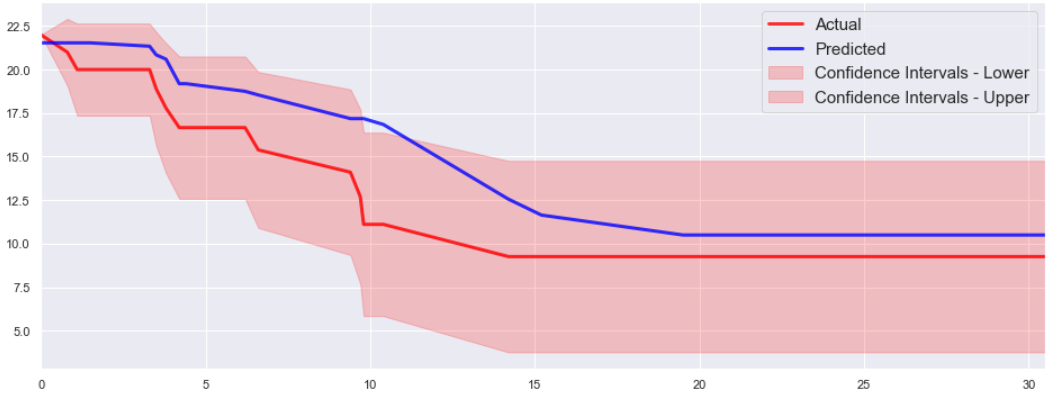 22.5
20.0
17.5
15.0
12.5
10.0
7.5
5.0
0 5 10 15 20 25 30
Actual
Predicted
Confidence Intervals - Lower
Confidence Intervals - Upper